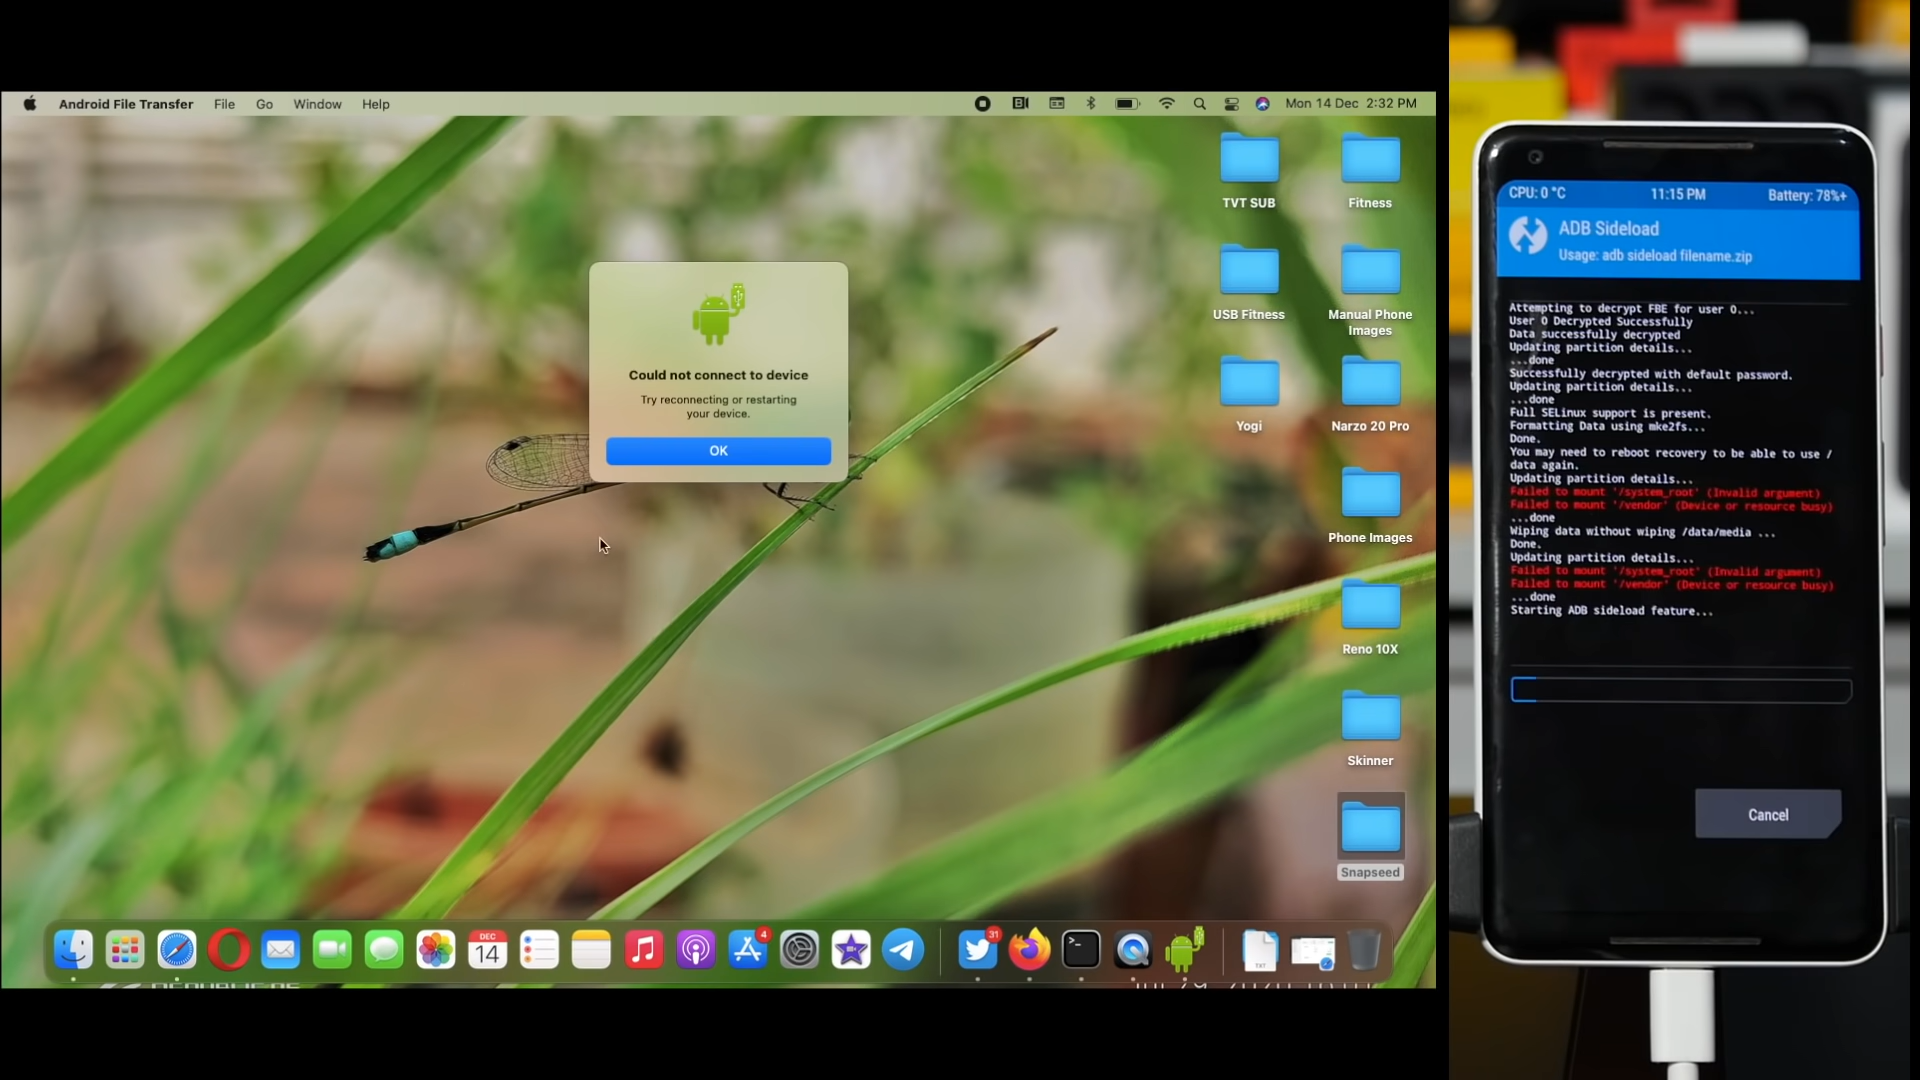 Android File Transfer File Go Window Help
Mon 14 Dec 2:32 PM
TVT SUB
Fitness
USB Fitness
Manual Phone
Images
Yogi
Narzo 20 Pro
Phone Images
Reno 10X
Skinner
Snapseed
Could not connect to device
Try reconnecting or restarting
your device.
OK
4
DEC
14
31
>_
TXT
CPU: 0 °C 11:15 PM Battery: 78%+
ADB Sideload
Usage: adb sideload filename.zip
Attempting to decrypt FBE for user 0...
User 0 Decrypted Successfully
Data successfully decrypted
Updating partition details...
...done
Successfully decrypted with default password.
Updating partition details...
...done
Full SELinux support is present.
Formatting Data using mke2fs...
Done.
You may need to reboot recovery to be able to use /
data again.
Updating partition details...
Failed to mount '/system_root' (Invalid argument)
Failed to mount '/vendor' (Device or resource busy)
...done
Wiping data without wiping /data/media ...
Done.
Updating partition details...
Failed to mount '/system_root' (Invalid argument)
Failed to mount '/vendor' (Device or resource busy)
...done
Starting ADB sideload feature...
Cancel